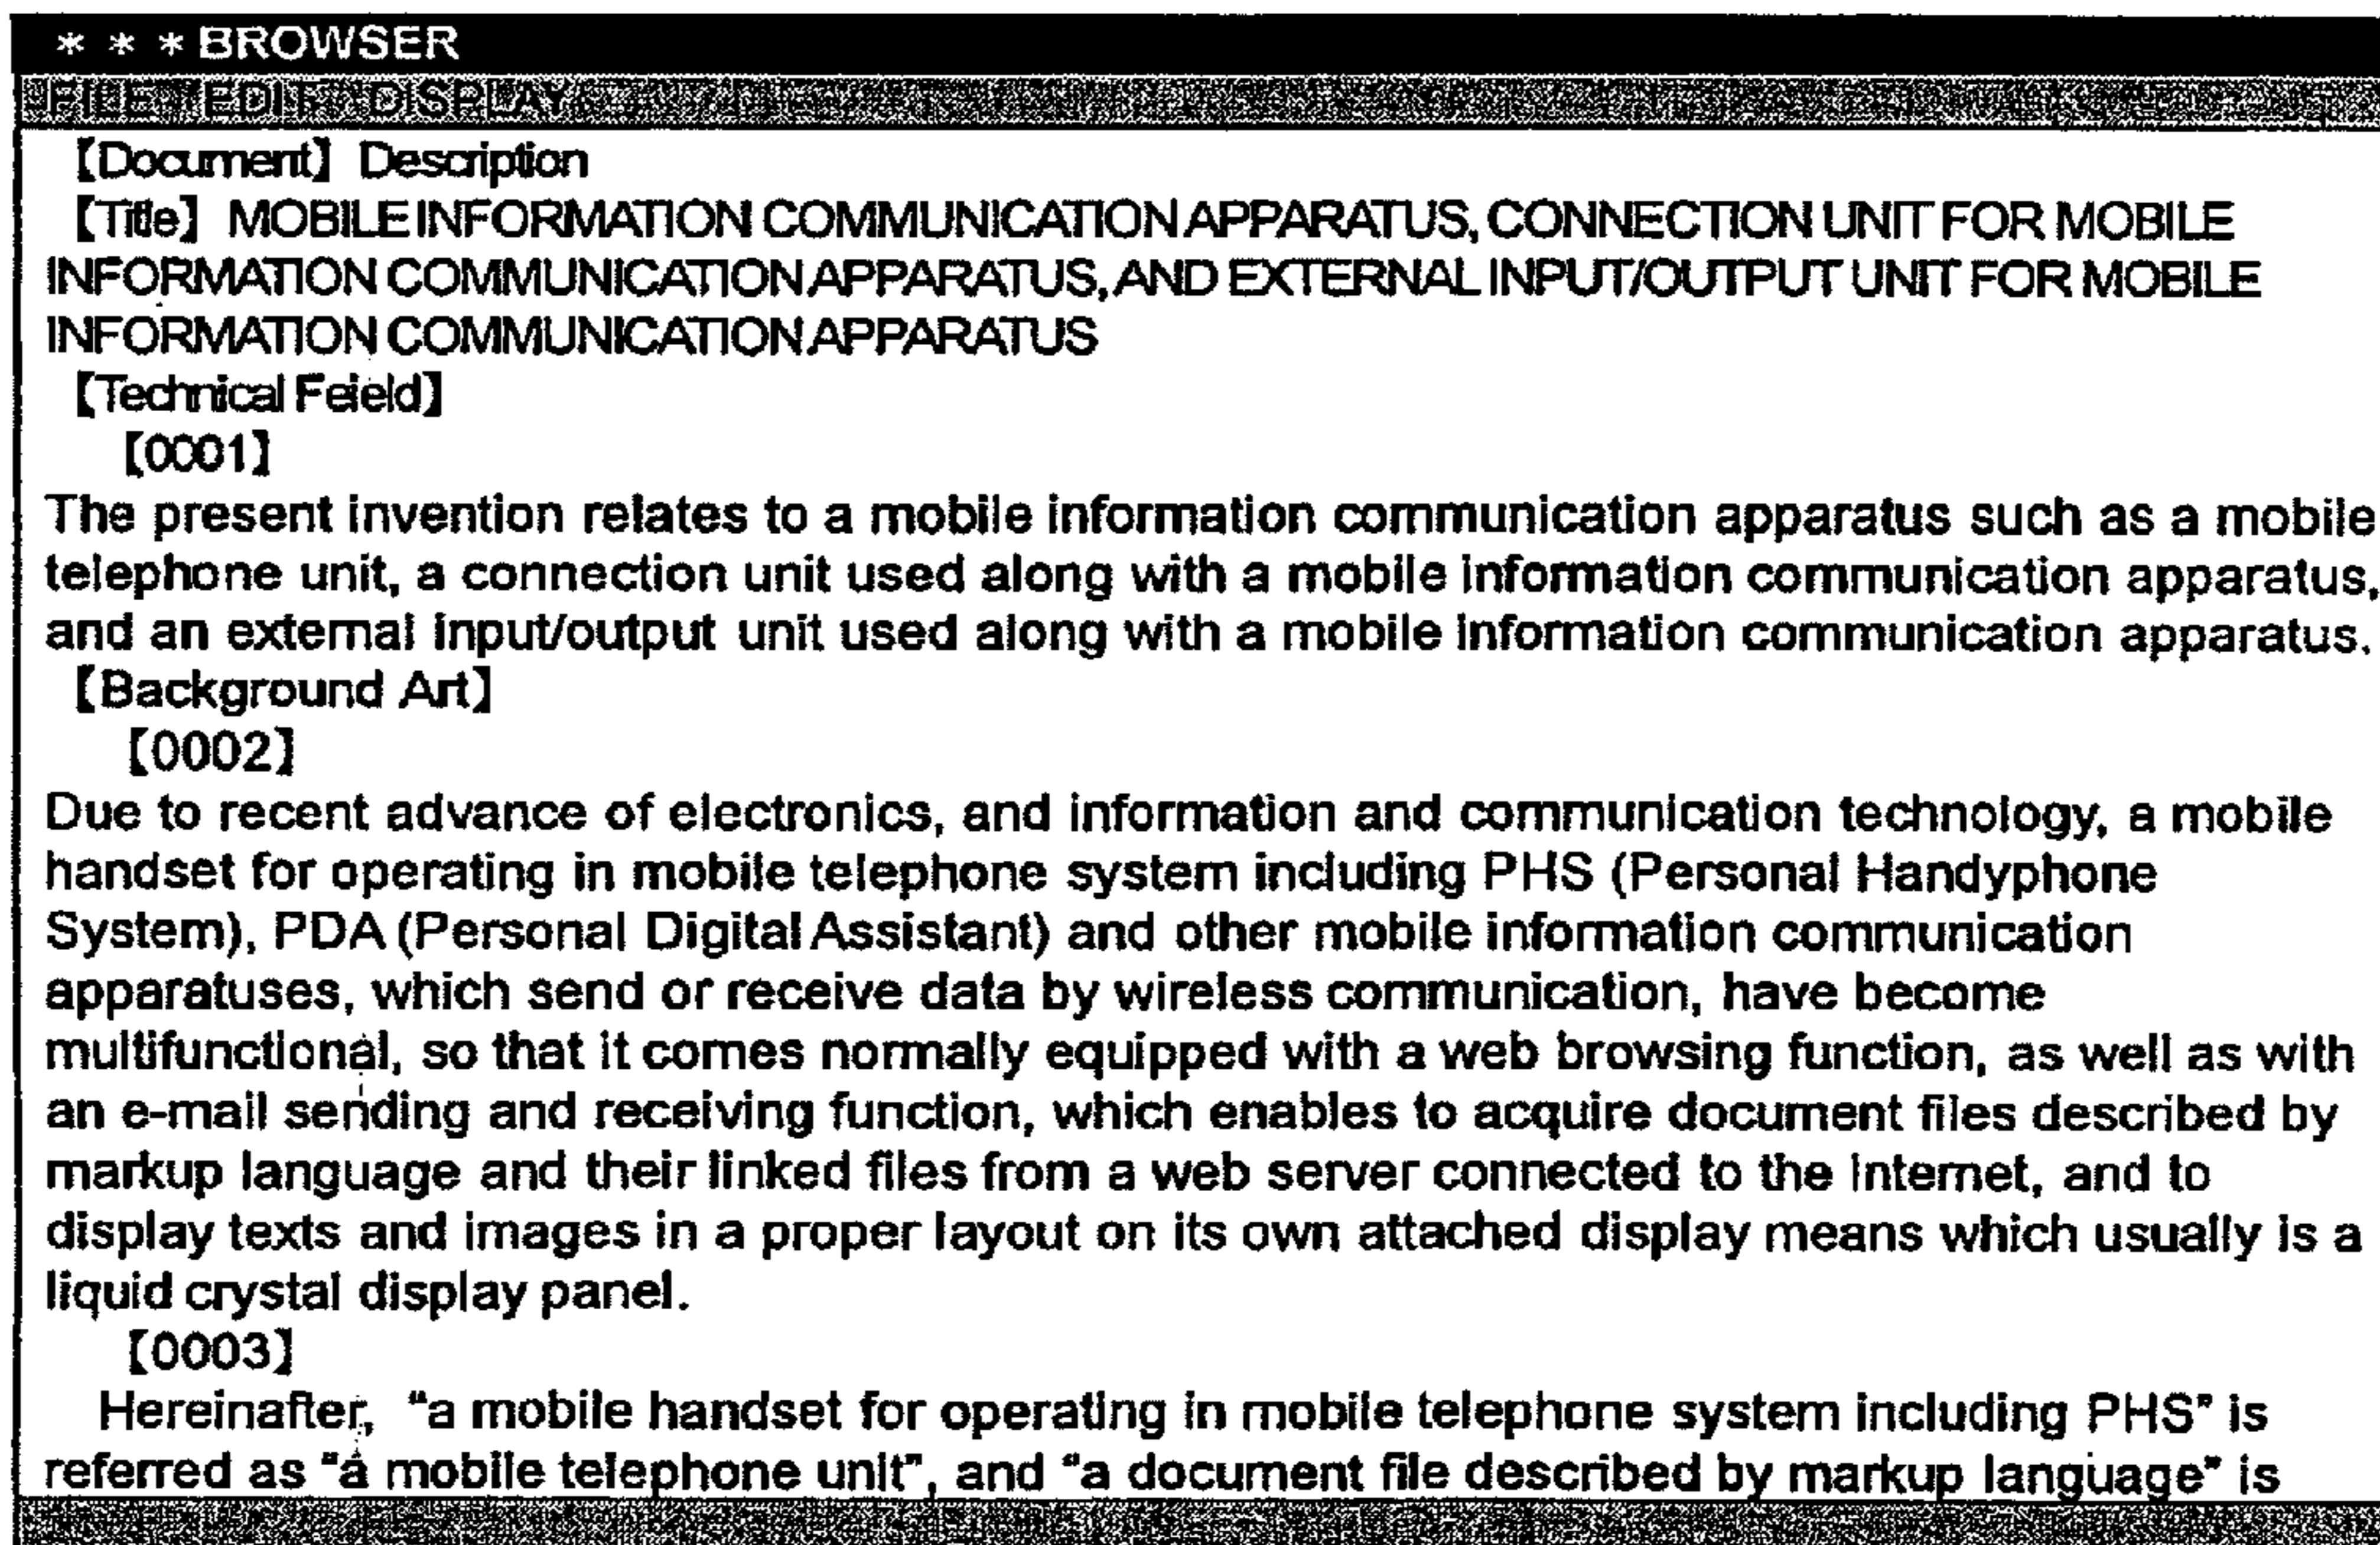 ＊＊＊BROWSER
FILE EDIT DISPLAY
【Document】 Description
【Title】 MOBILE INFORMATION COMMUNICATION APPARATUS, CONNECTION UNIT FOR MOBILE
INFORMATION COMMUNICATION APPARATUS, AND EXTERNAL INPUT/OUTPUT UNIT FOR MOBILE
INFORMATION COMMUNICATION APPARATUS
【Technical Feield】
【0001】
The present invention relates to a mobile information communication apparatus such as a mobile
telephone unit, a connection unit used along with a mobile information communication apparatus,
and an external input/output unit used along with a mobile information communication apparatus.
【Background Art】
【0002】
Due to recent advance of electronics, and information and communication technology, a mobile
handset for operating in mobile telephone system including PHS (Personal Handyphone
System), PDA (Personal Digital Assistant) and other mobile information communication
apparatuses, which send or receive data by wireless communication, have become
multifunctional, so that it comes normally equipped with a web browsing function, as well as with
an e-mail sending and receiving function, which enables to acquire document files described by
markup language and their linked files from a web server connected to the Internet, and to
display texts and images in a proper layout on its own attached display means which usually is a
liquid crystal display panel.
【0003】
Hereinafter, "a mobile handset for operating in mobile telephone system including PHS" is
referred as "a mobile telephone unit", and "a document file described by markup language" is